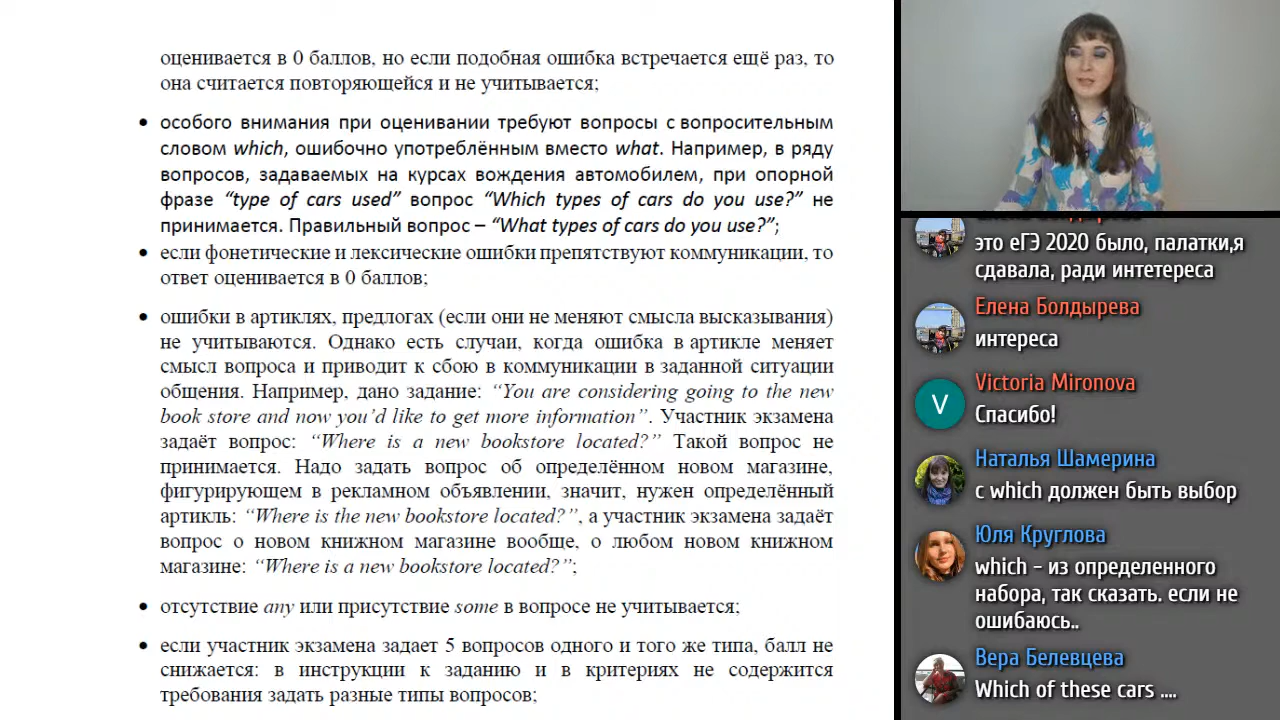 оценивается в 0 баллов, но если подобная ошибка встречается ещё раз, то
она считается повторяющейся и не учитывается;
• особого внимания при оценивании требуют вопросы с вопросительным
словом which, ошибочно употреблённым вместо what. Например, в ряду
вопросов, задаваемых на курсах вождения автомобилем, при опорной
фразе “type of cars used” вопрос “Which types of cars do you use?” не
принимается. Правильный вопрос – “What types of cars do you use?”;
• если фонетические и лексические ошибки препятствуют коммуникации, то
ответ оценивается в 0 баллов;
• ошибки в артиклях, предлогах (если они не меняют смысла высказывания)
не учитываются. Однако есть случаи, когда ошибка в артикле меняет
смысл вопроса и приводит к сбою в коммуникации в заданной ситуации
общения. Например, дано задание: “You are considering going to the new
book store and now you’d like to get more information”. Участник экзамена
задаёт вопрос: “Where is a new bookstore located?” Такой вопрос не
принимается. Надо задать вопрос об определённом новом магазине,
фигурирующем в рекламном объявлении, значит, нужен определённый
артикль: “Where is the new bookstore located?”, а участник экзамена задаёт
вопрос о новом книжном магазине вообще, о любом новом книжном
магазине: “Where is a new bookstore located?”;
• отсутствие any или присутствие some в вопросе не учитывается;
• если участник экзамена задает 5 вопросов одного и того же типа, балл не
снижается: в инструкции к заданию и в критериях не содержится
требования задать разные типы вопросов;
это еГЭ 2020 было, палатки,я
сдавала, ради интетереса
Елена Болдырева
интереса
V
Victoria Mironova
Спасибо!
Наталья Шамерина
с which должен быть выбор
Юля Круглова
which - из определенного
набора, так сказать. если не
ошибаюсь..
Вера Белевцева
Which of these cars ....